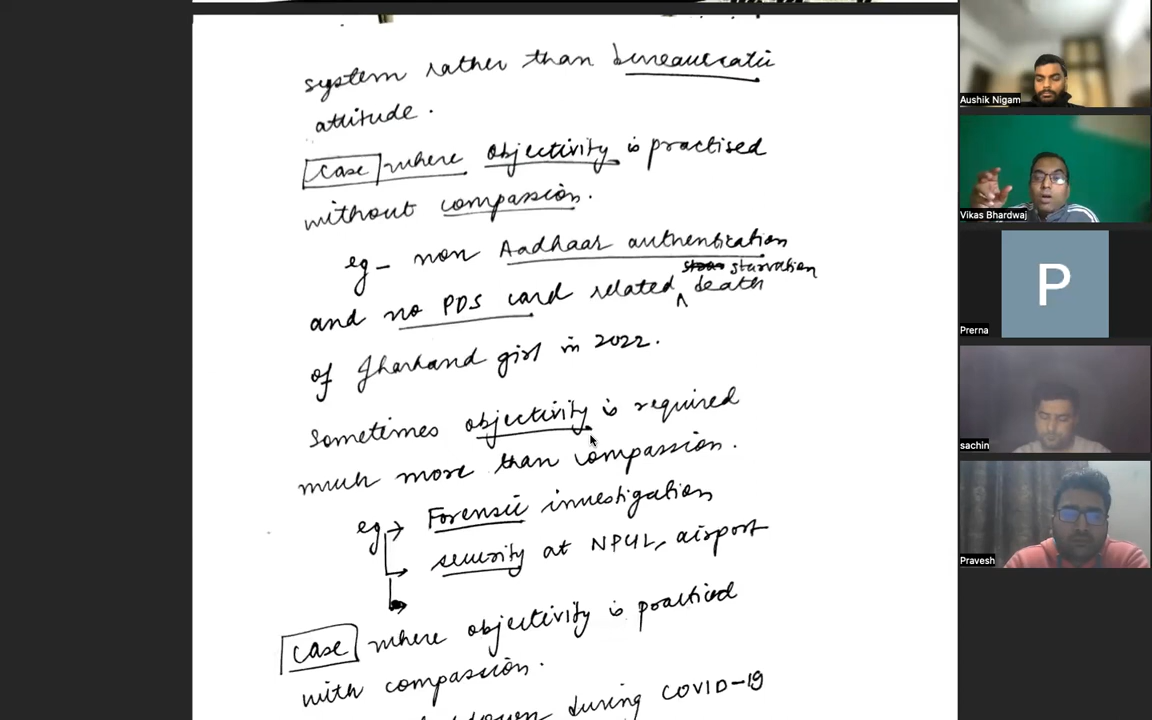 system rather than bureaucratic
attitude.
Case where objectivity is practised
without compassion.
eg - non Aadhaar authentication
and no PDS card related starvation death
of Jharkhand girl in 2022.
Sometimes objectivity is required
much more than compassion.
eg → Forensic investigation
→ security at NPCIL, airport
Case where objectivity is practiced
with compassion.
during COVID-19
Aushik Nigam
Vikas Bhardwaj
P
Prerna
sachin
Pravesh